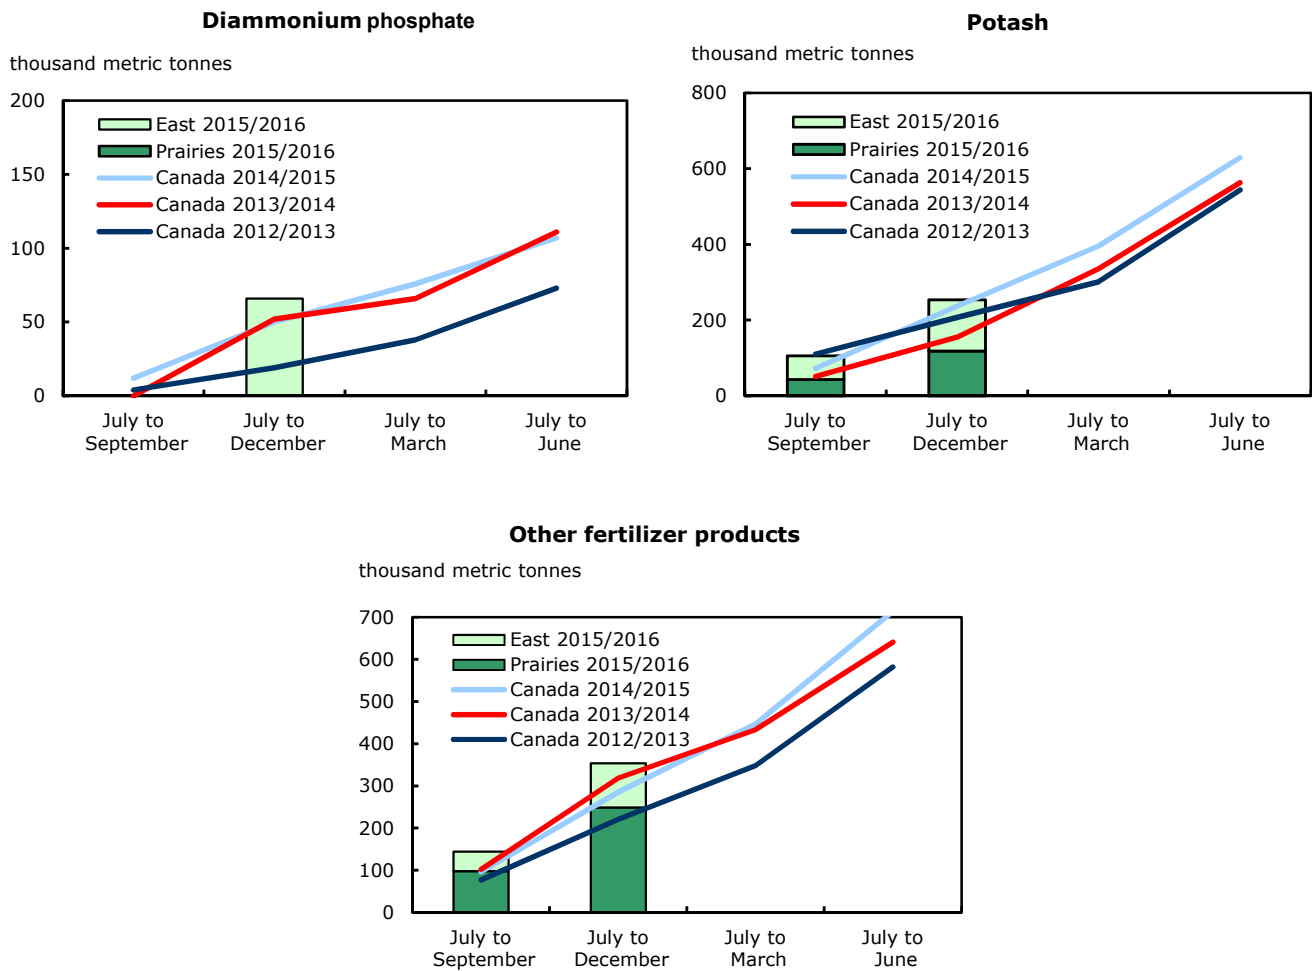 Diammonium phosphate
thousand metric tonnes
200
150
100
50
0
East 2015/2016
Prairies 2015/2016
Canada 2014/2015
Canada 2013/2014
Canada 2012/2013
July to September
July to December
July to March
July to June
Potash
thousand metric tonnes
800
600
400
200
0
East 2015/2016
Prairies 2015/2016
Canada 2014/2015
Canada 2013/2014
Canada 2012/2013
July to September
July to December
July to March
July to June
Other fertilizer products
thousand metric tonnes
700
600
500
400
300
200
100
0
East 2015/2016
Prairies 2015/2016
Canada 2014/2015
Canada 2013/2014
Canada 2012/2013
July to September
July to December
July to March
July to June